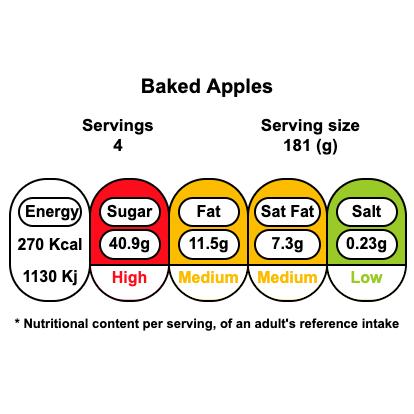 Baked Apples
Servings
4
Serving size
181 (g)
Energy
270 Kcal
1130 Kj
Sugar
40.9g
High
Fat
11.5g
Medium
Sat Fat
7.3g
Medium
Salt
0.23g
Low
* Nutritional content per serving, of an adult's reference intake